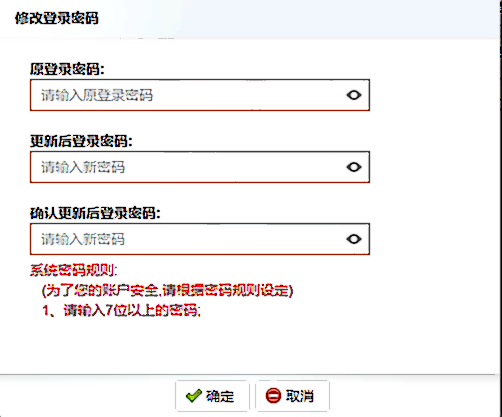 修改登录密码
原登录密码:
请输入原登录密码
更新后登录密码:
请输入新密码
确认更新后登录密码:
请输入新密码
系统密码规则:
(为了您的账户安全,请根据密码规则设定)
1、请输入7位以上的密码;
确定 取消